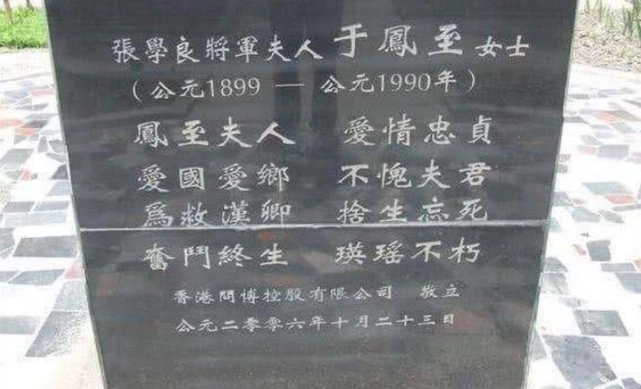 張學良將軍夫人于鳳至女士
（公元1899 — 公元1990年）
鳳至夫人 愛情忠貞
愛國愛鄉 不愧夫君
爲救漢卿 捨生忘死
奮鬥終生 瑛瑤不朽
香港問博控股有限公司 敬立
公元二零零六年十月二十三日